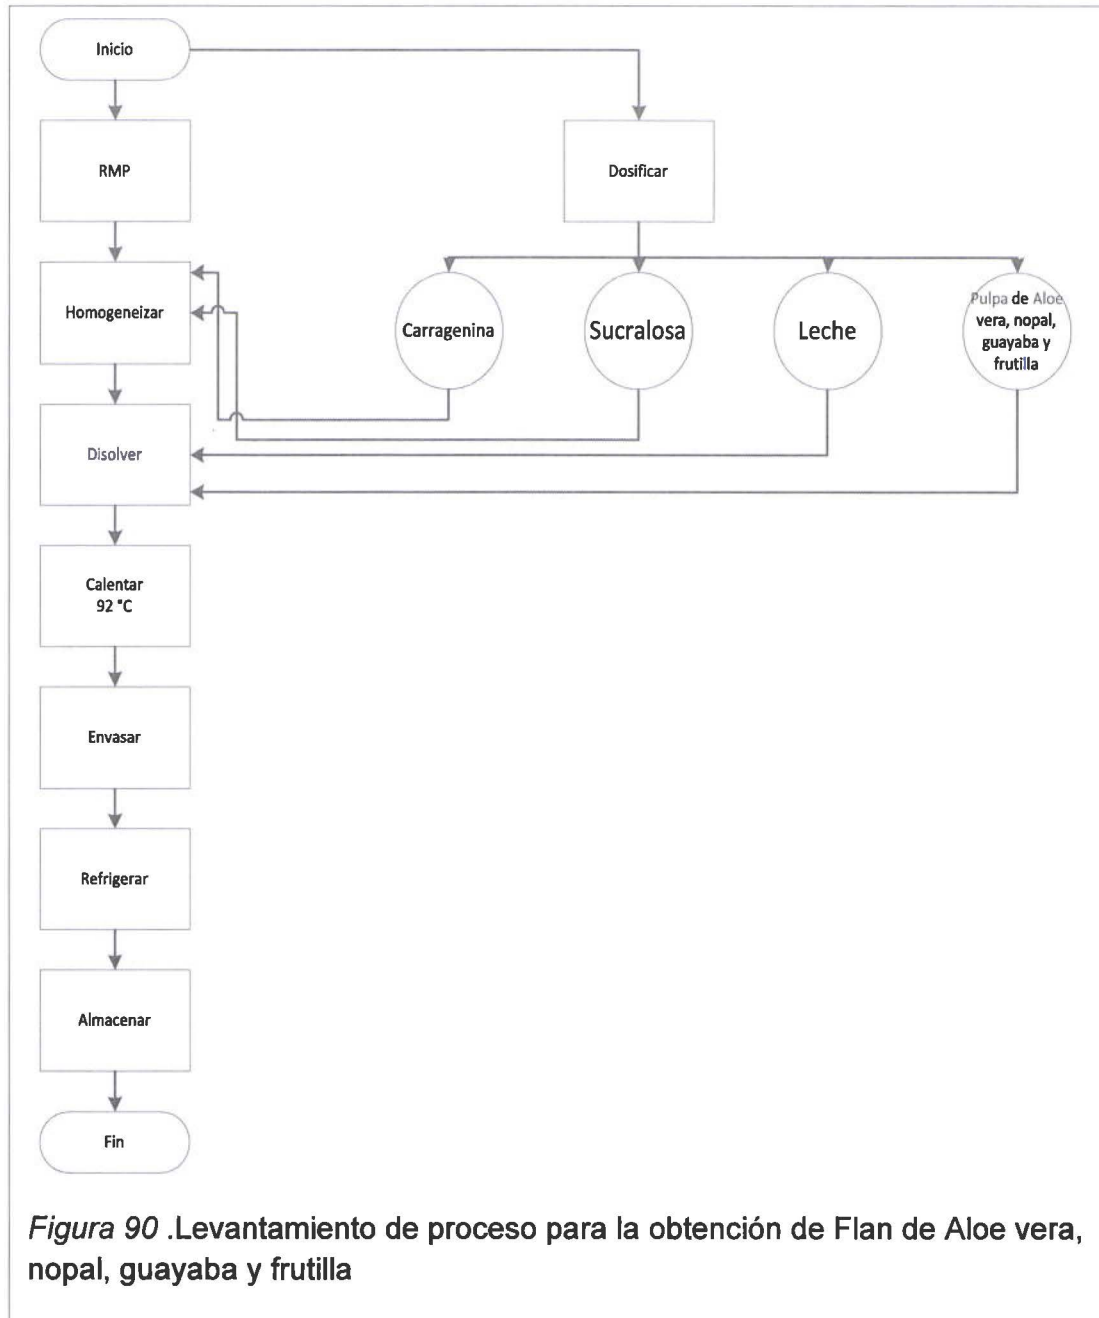 Inicio
RMP
Dosificar
Homogeneizar
Carragenina
Sucralosa
Leche
Pulpa de Aloe
vera, nopal,
guayaba y
frutilla
Disolver
Calentar
92 °C
Envasar
Refrigerar
Almacenar
Fin
Figura 90 .Levantamiento de proceso para la obtención de Flan de Aloe vera,
nopal, guayaba y frutilla